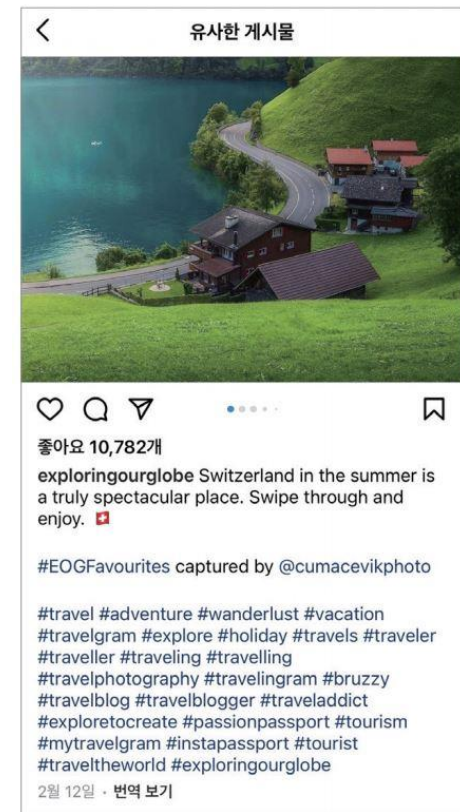 유사한 게시물
좋아요 10,782개
exploringourglobe Switzerland in the summer is
a truly spectacular place. Swipe through and
enjoy. 🇨🇭
#EOGFavourites captured by @cumacevikphoto
#travel #adventure #wanderlust #vacation
#travelgram #explore #holiday #travels #traveler
#traveller #traveling #travelling
#travelphotography #travelingram #bruzzy
#travelblog #travelblogger #traveladdict
#exploretocreate #passionpassport #tourism
#mytravelgram #instapassport #tourist
#traveltheworld #exploringourglobe
2월 12일 · 번역 보기